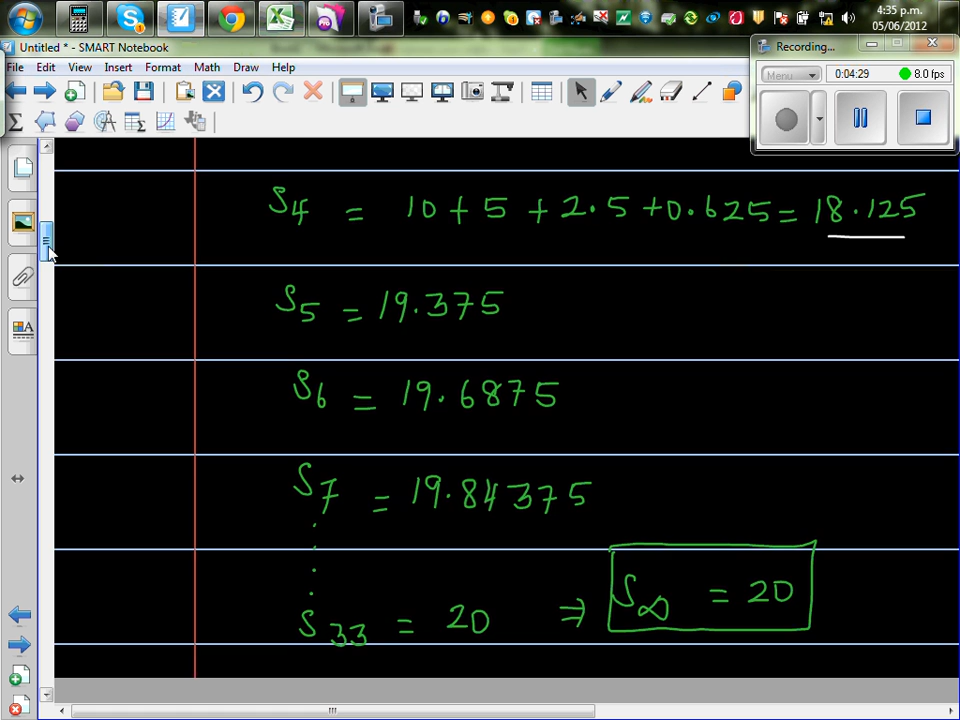 4:35 p.m.
05/06/2012
Untitled * - SMART Notebook
Recording...
File Edit View Insert Format Math Draw Help
Menu 0:04:29 8.0 fps
S4 = 10 + 5 + 2.5 + 0.625 = 18.125
S5 = 19.375
S6 = 19.6875
S7 = 19.84375
S33 = 20 ⇒ S∞ = 20